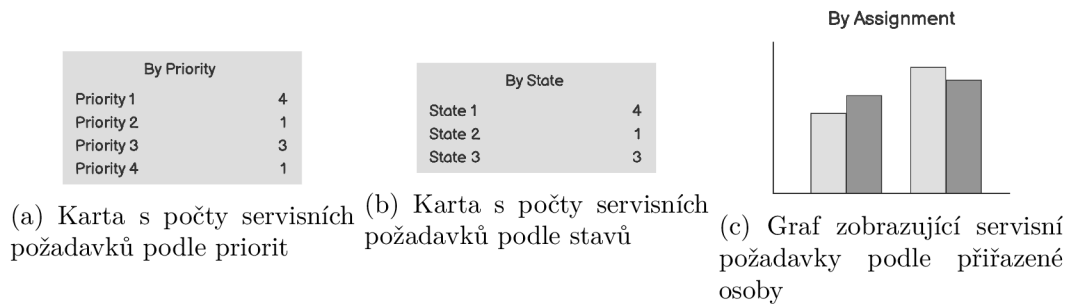 By Priority
Priority 1 4
Priority 2 1
Priority 3 3
Priority 4 1
(a) Karta s počty servisních
požadavků podle priorit
By State
State 1 4
State 2 1
State 3 3
(b) Karta s počty servisních
požadavků podle stavů
By Assignment
(c) Graf zobrazující servisní
požadavky podle přiřazené
osoby